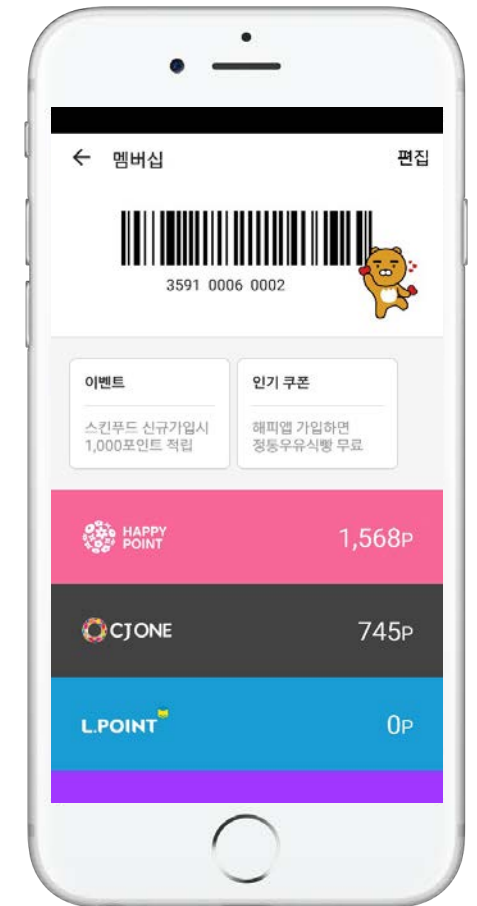 ← 멤버십 편집
3591 0006 0002
이벤트
스킨푸드 신규가입시
1,000포인트 적립
인기 쿠폰
해피앱 가입하면
정통우유식빵 무료
HAPPY
POINT
1,568P
CJ ONE
745P
L.POINT
0P